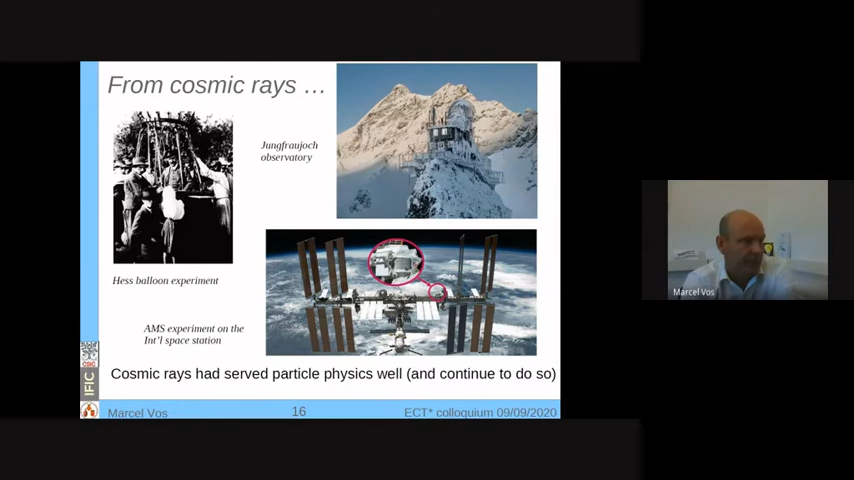 From cosmic rays ...
Jungfraujoch
observatory
Hess balloon experiment
AMS experiment on the
Int'l space station
Cosmic rays had served particle physics well (and continue to do so)
CSIC
IFIC
Marcel Vos
16
ECT* colloquium 09/09/2020
Marcel Vos